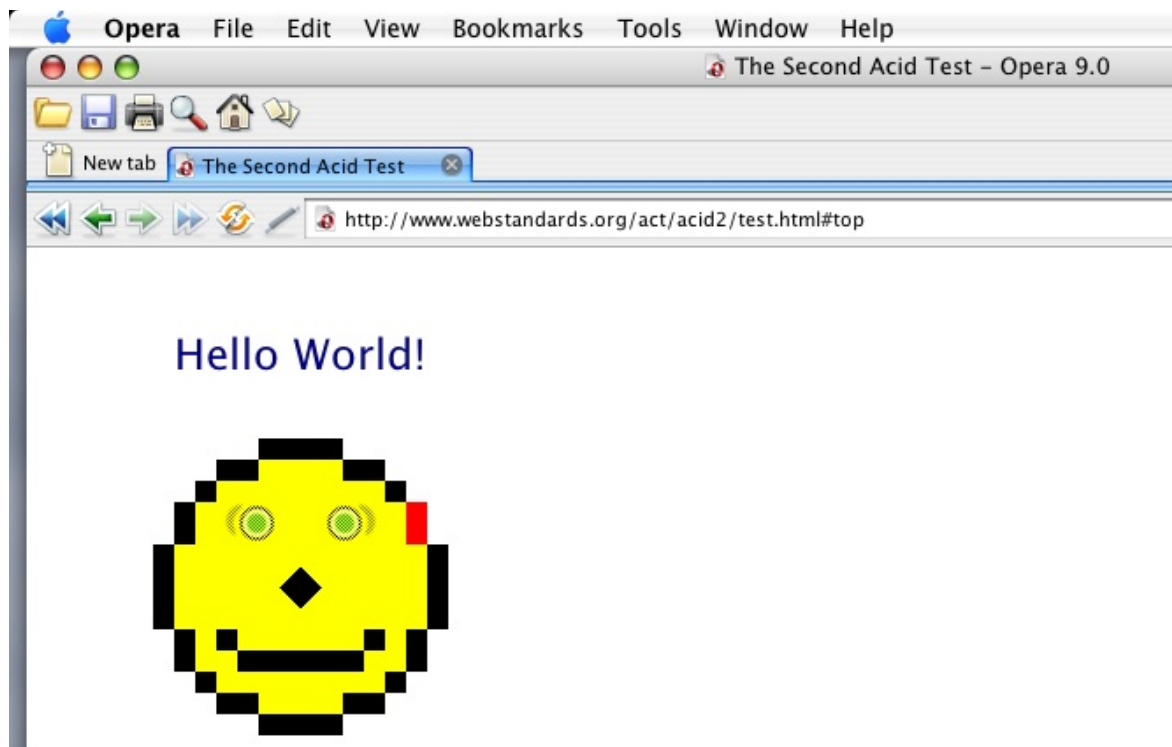 Opera File Edit View Bookmarks Tools Window Help
The Second Acid Test – Opera 9.0
New tab The Second Acid Test
http://www.webstandards.org/act/acid2/test.html#top
Hello World!